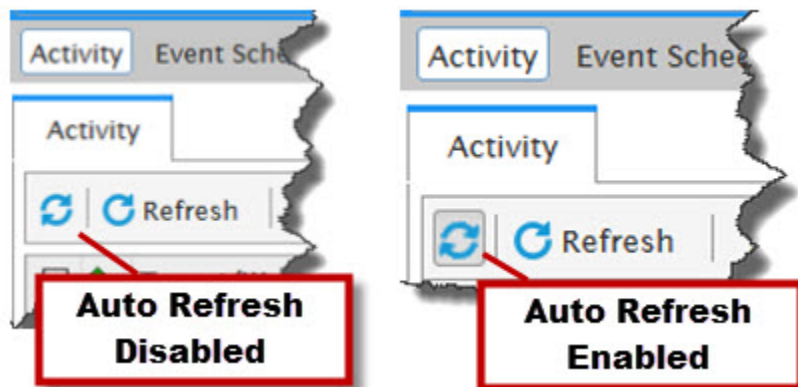 Activity Event Sche
Activity
Refresh
Auto Refresh
Disabled
Activity Event Sche
Activity
Refresh
Auto Refresh
Enabled